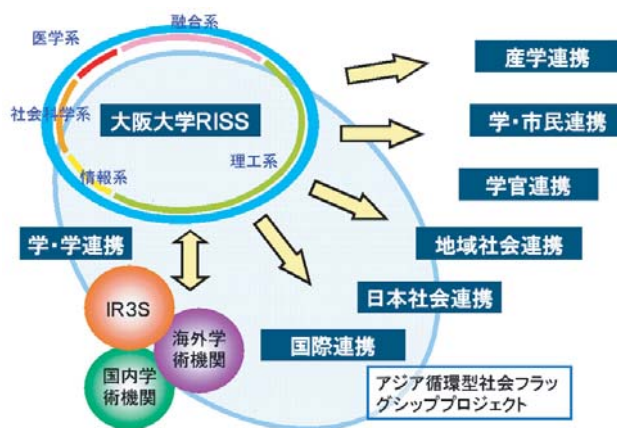 融合系
医学系
産学連携
社会科学系
大阪大学RISS
学・市民連携
情報系
理工系
学官連携
学・学連携
地域社会連携
日本社会連携
IR3S
海外学
術機関
国際連携
国内学
術機関
アジア循環型社会フラッ
グシッププロジェクト